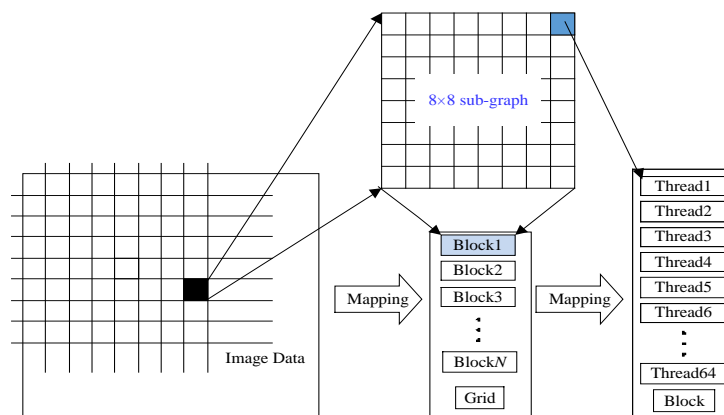 8×8 sub-graph
Image Data
Mapping
Block1
Block2
Block3
BlockN
Grid
Mapping
Thread1
Thread2
Thread3
Thread4
Thread5
Thread6
Thread64
Block